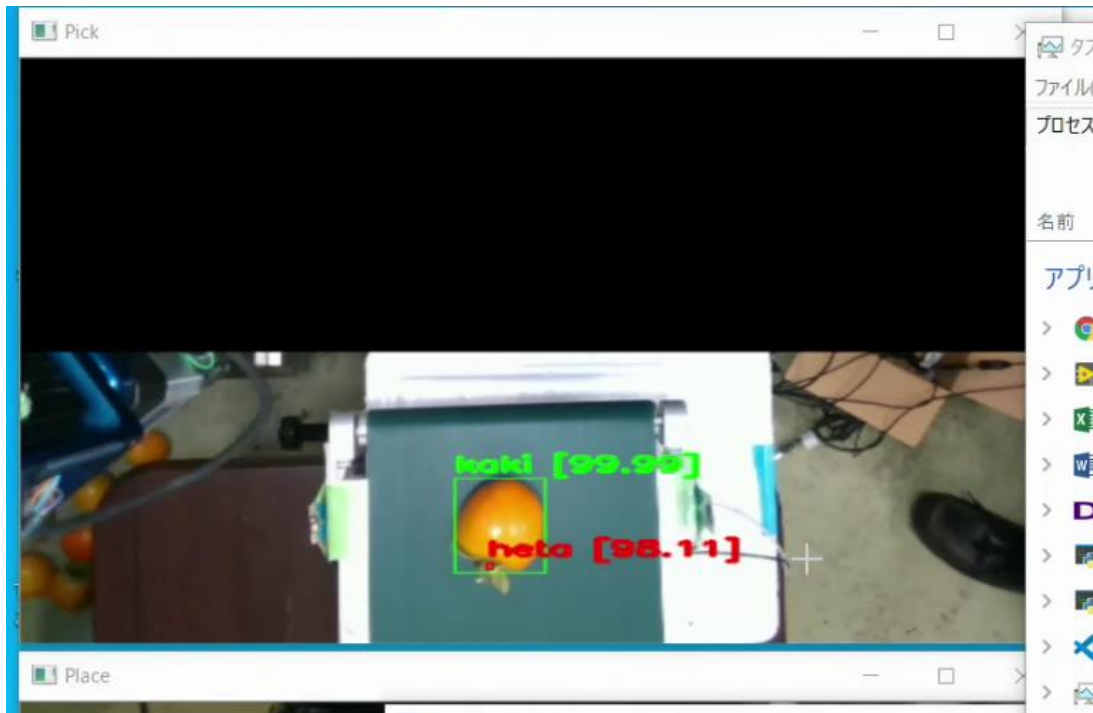 Pick
タス
ファイル(
プロセス
名前
アプリ
kaki [99.99]
heta [98.11]
Place